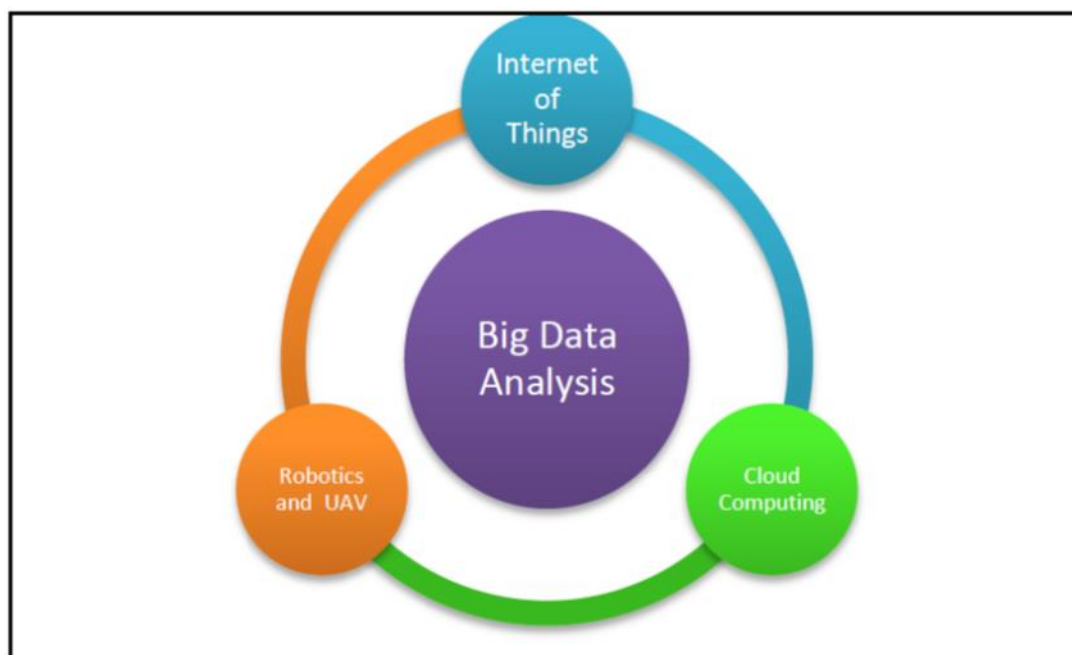 Internet
of
Things
Big Data
Analysis
Robotics
and UAV
Cloud
Computing